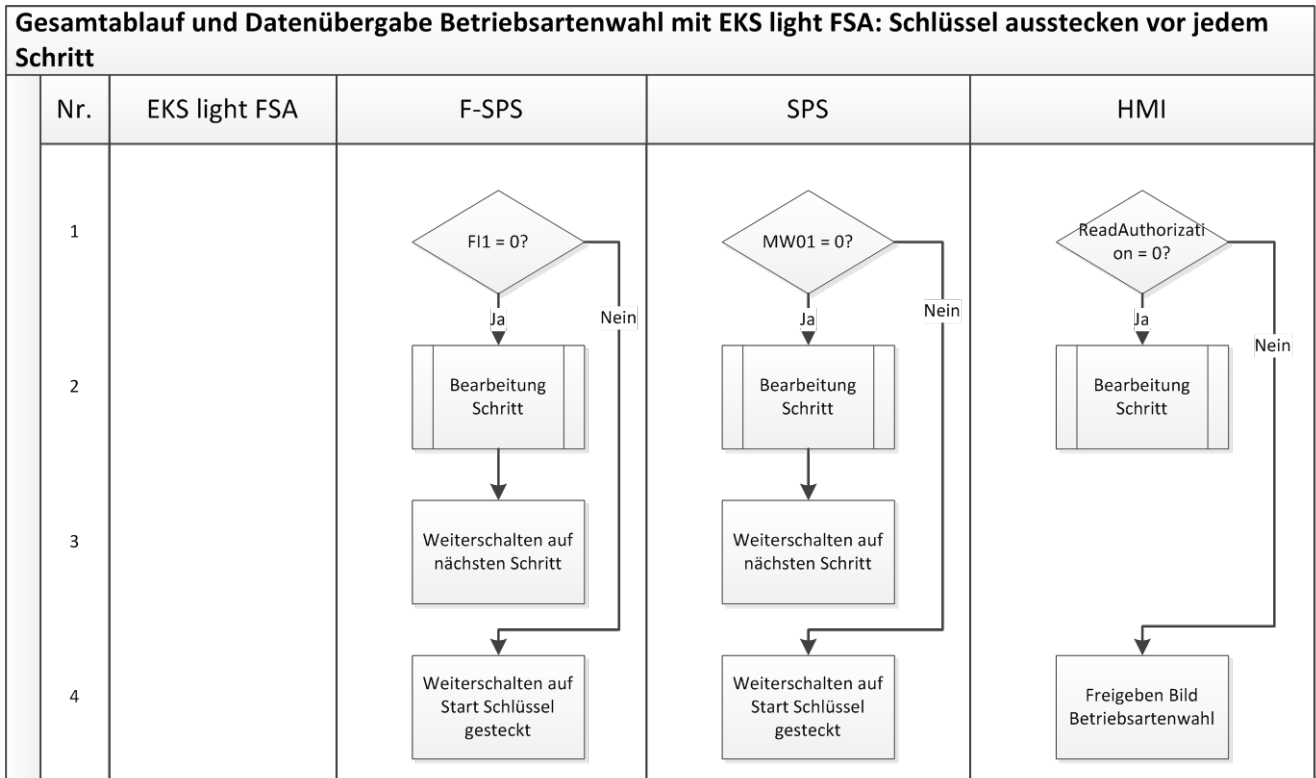 Gesamtablauf und Datenübergabe Betriebsartenwahl mit EKS light FSA: Schlüssel ausstecken vor jedem
Schritt
Nr.
EKS light FSA
F-SPS
SPS
HMI
1
FI1 = 0?
MW01 = 0?
ReadAuthorizati
on = 0?
Ja
Nein
Ja
Nein
Ja
Nein
2
Bearbeitung
Schritt
Bearbeitung
Schritt
Bearbeitung
Schritt
3
Weiterschalten auf
nächsten Schritt
Weiterschalten auf
nächsten Schritt
4
Weiterschalten auf
Start Schlüssel
gesteckt
Weiterschalten auf
Start Schlüssel
gesteckt
Freigeben Bild
Betriebsartenwahl